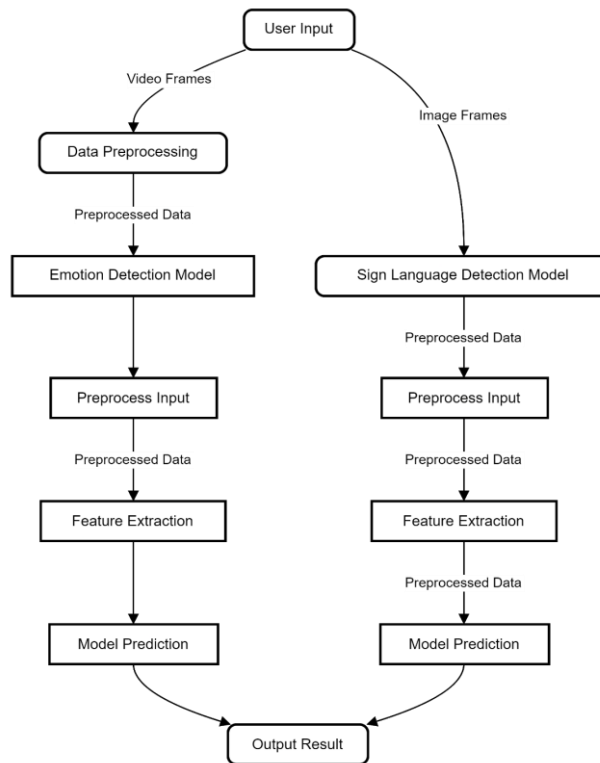 User Input
Video Frames
Image Frames
Data Preprocessing
Preprocessed Data
Emotion Detection Model
Sign Language Detection Model
Preprocessed Data
Preprocess Input
Preprocess Input
Preprocessed Data
Preprocessed Data
Feature Extraction
Feature Extraction
Preprocessed Data
Model Prediction
Model Prediction
Output Result